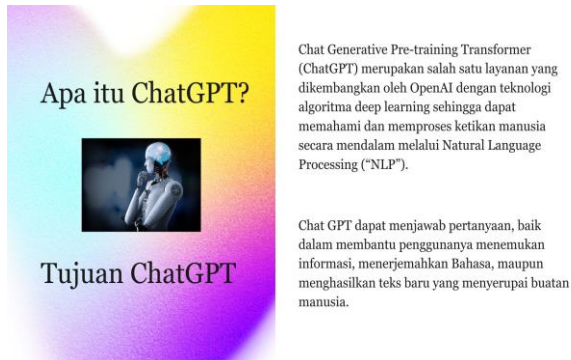 Apa itu ChatGPT?
Chat Generative Pre-training Transformer
(ChatGPT) merupakan salah satu layanan yang
dikembangkan oleh OpenAI dengan teknologi
algoritma deep learning sehingga dapat
memahami dan memproses ketikan manusia
secara mendalam melalui Natural Language
Processing (“NLP”).
Tujuan ChatGPT
Chat GPT dapat menjawab pertanyaan, baik
dalam membantu penggunanya menemukan
informasi, menerjemahkan Bahasa, maupun
menghasilkan teks baru yang menyerupai buatan
manusia.